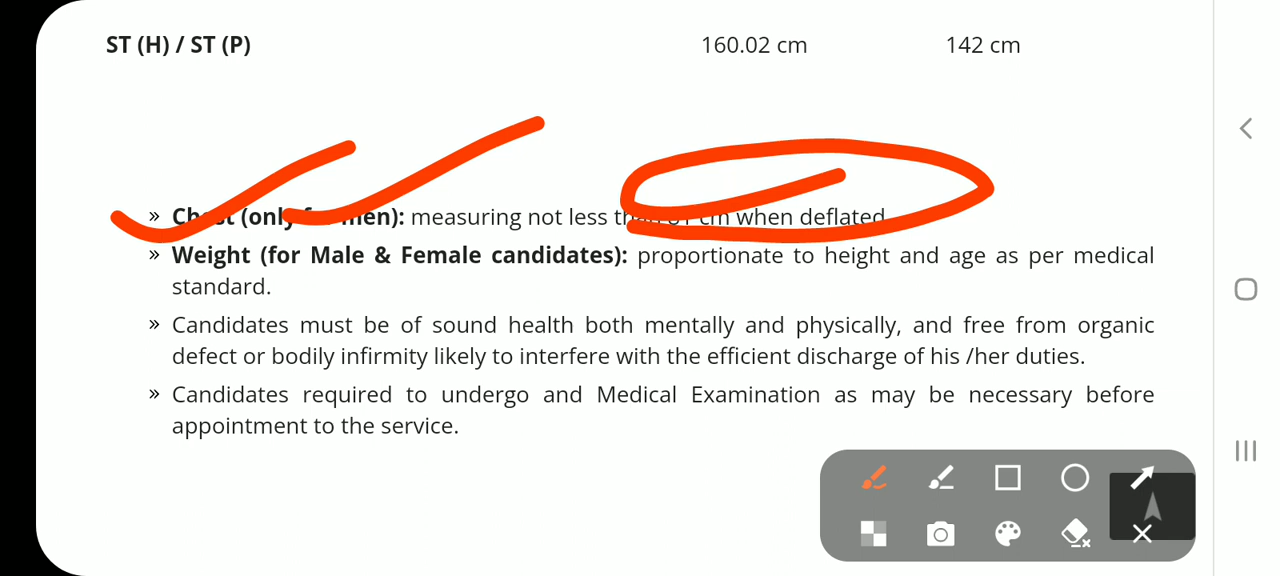 ST (H) / ST (P) 160.02 cm 142 cm
» Chest (only for men): measuring not less than cm when deflated
» Weight (for Male & Female candidates): proportionate to height and age as per medical
standard.
» Candidates must be of sound health both mentally and physically, and free from organic
defect or bodily infirmity likely to interfere with the efficient discharge of his /her duties.
» Candidates required to undergo and Medical Examination as may be necessary before
appointment to the service.